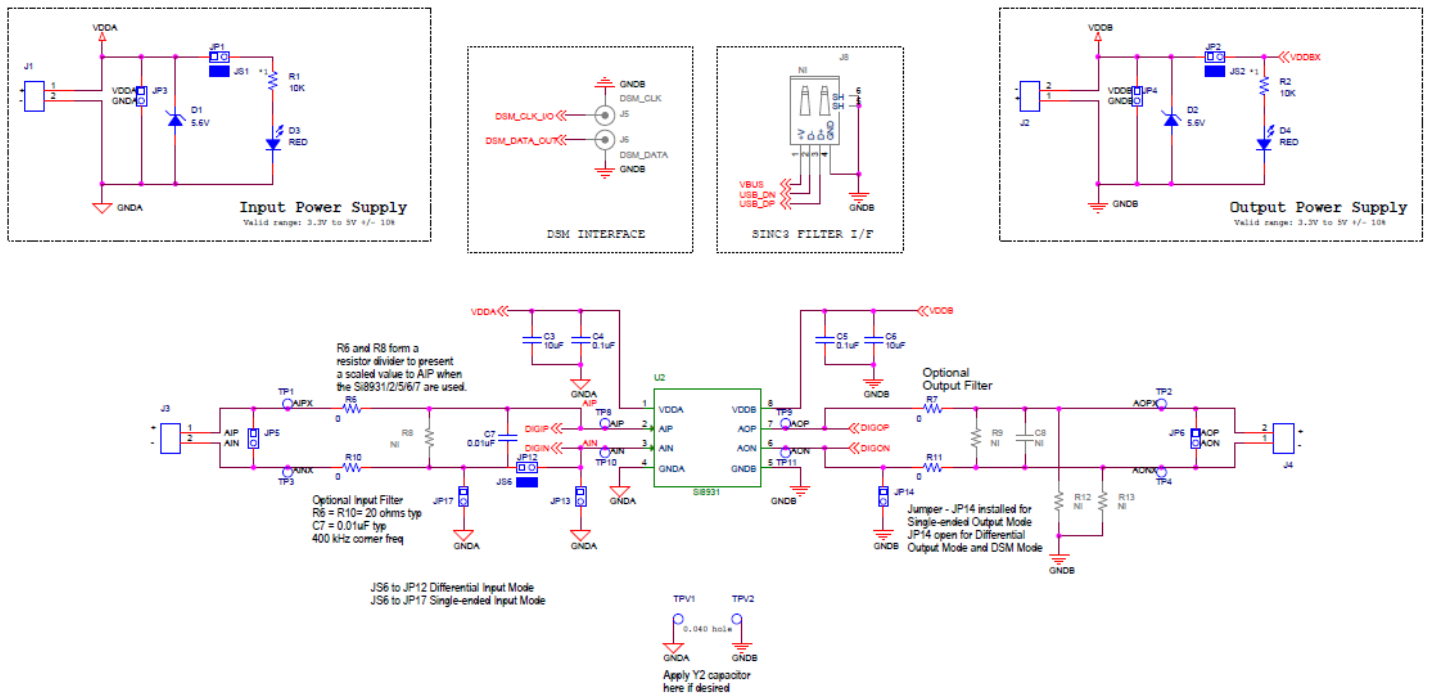 VDDA
J1
+
-
1
2
VDDA
GNDA
JP3
D1
5.6V
JP1
JS1
*1
R1
10K
D3
RED
GNDA
Input Power Supply
Valid range: 3.3V to 5V +/- 10%
GNDB
DSM_CLK
DSM_CLK_I/O
J5
DSM_DATA_OUT
J6
DSM_DATA
GNDB
DSM INTERFACE
J8
NI
SH
SH
6
5
+V
D-
D+
GND
1
2
3
4
VBUS
USB_DN
USB_DP
GNDB
SINC3 FILTER I/F
VDDB
J2
-
+
2
1
VDDB
GNDB
JP4
D2
5.6V
JP2
JS2
*1
VDDBX
R2
10K
D4
RED
GNDB
Output Power Supply
Valid range: 3.3V to 5V +/- 10%
VDDA
C3
10uF
C4
0.1uF
GNDA
VDDB
C5
0.1uF
C6
10uF
GNDB
R6 and R8 form a
resistor divider to present
a scaled value to AIP when
the Si8931/2/5/6/7 are used.
J3
+
-
1
2
AIP
AIN
JP5
TP1
AIPX
R6
0
R8
NI
C7
0.01uF
DIGIP
AIP
TP8
AIP
DIGIN
AIN
AIN
TP10
TP3
AINX
R10
0
JP12
JS6
JP17
GNDA
JP13
GNDA
GNDA
U2
1
VDDA
2
AIP
3
AIN
4
GNDA
VDDB
8
AOP
7
AON
6
GNDB
5
SI8931
TP9
AOP
AON
TP11
GNDB
DIGOP
DIGON
Optional
Output Filter
R7
0
R9
NI
C8
NI
R11
0
JP14
GNDB
Jumper - JP14 installed for
Single-ended Output Mode
JP14 open for Differential
Output Mode and DSM Mode
R12
NI
R13
NI
GNDB
TP2
AOPX
AONX
TP4
AOP
JP6
AON
2
1
+
-
J4
Optional Input Filter
R6 = R10= 20 ohms typ
C7 = 0.01uF typ
400 kHz corner freq
JS6 to JP12 Differential Input Mode
JS6 to JP17 Single-ended Input Mode
TPV1
TPV2
0.040 hole
GNDA
GNDB
Apply Y2 capacitor
here if desired